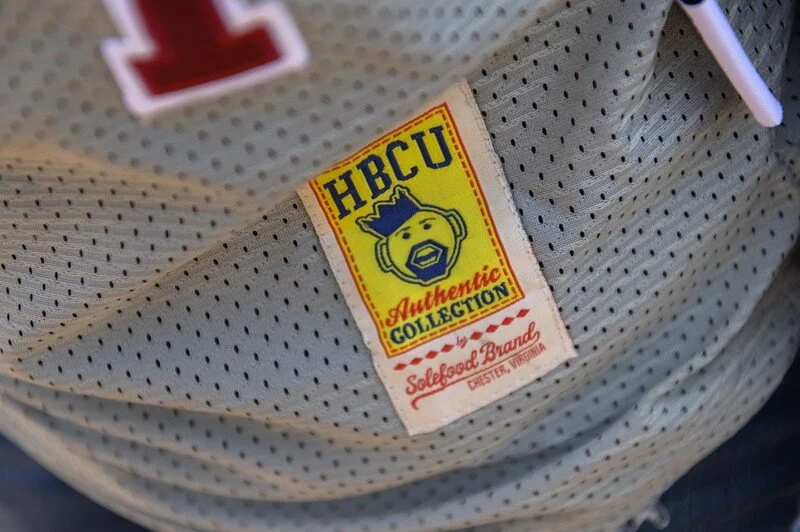 HBCU
Authentic
COLLECTION
by
Solefood Brand
CHESTER, VIRGINIA